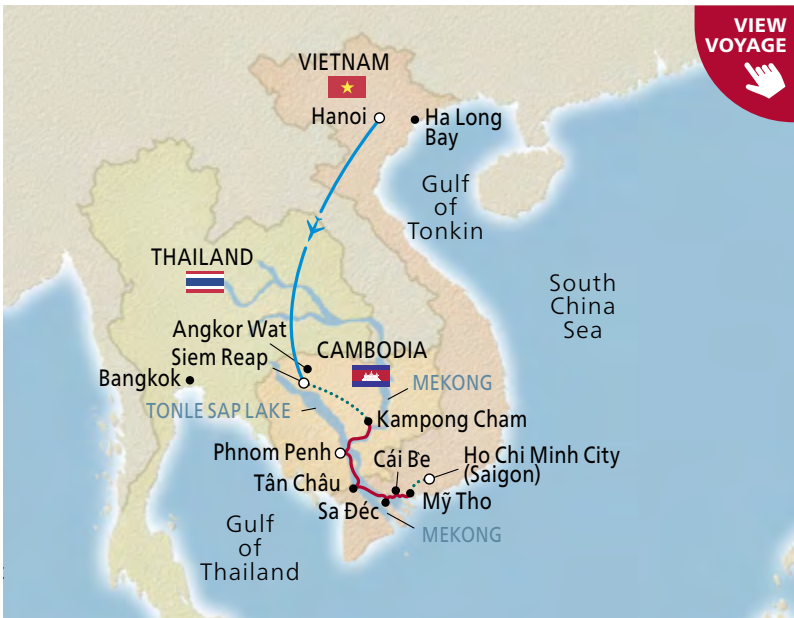 VIEW
VOYAGE
VIETNAM
Hanoi
Ha Long
Bay
Gulf
of
Tonkin
THAILAND
South
China
Sea
Angkor Wat
Siem Reap
CAMBODIA
Bangkok
MEKONG
TONLE SAP LAKE
Kampong Cham
Phnom Penh
Cái Be
Ho Chi Minh City
(Saigon)
Tân Châu
Mỹ Tho
Sa Đéc
Gulf
of
Thailand
MEKONG